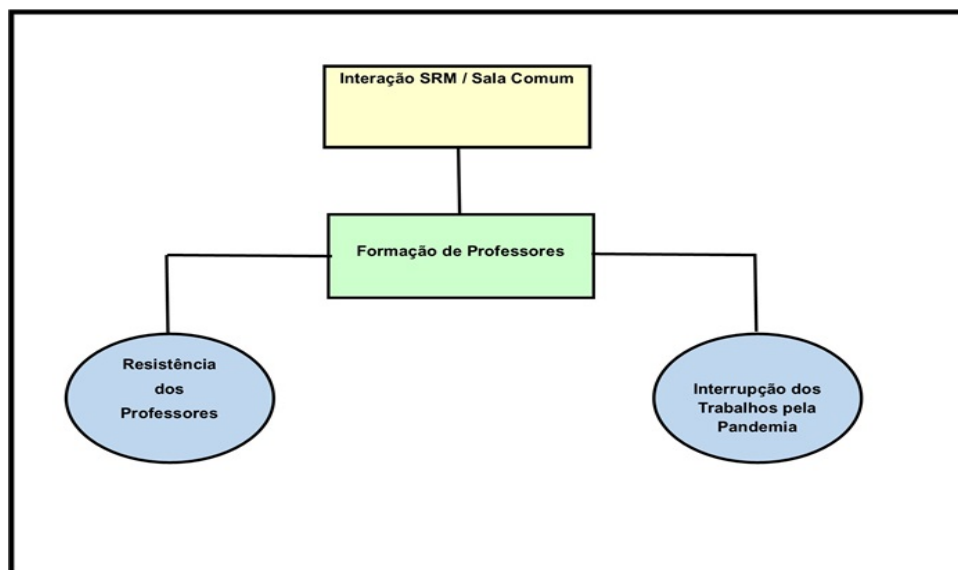 Interação SRM / Sala Comum
Formação de Professores
Resistência
dos
Professores
Interrupção dos
Trabalhos pela
Pandemia